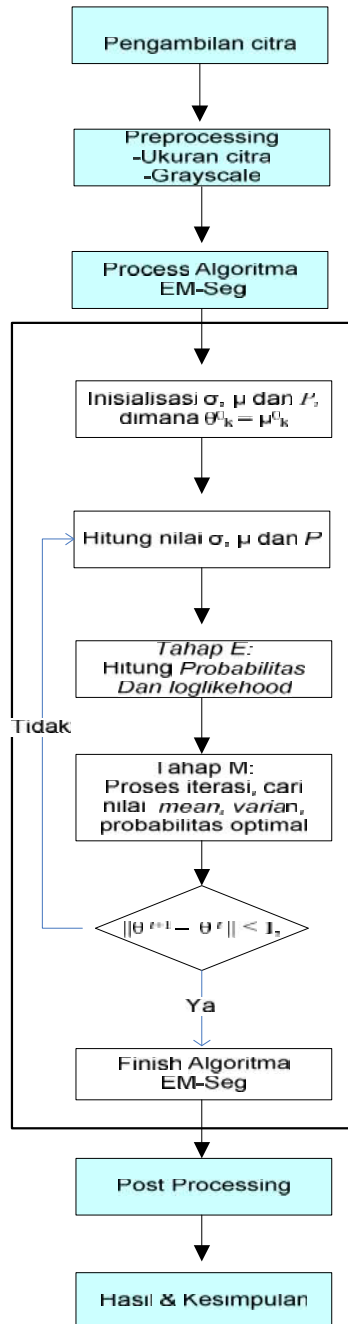 Pengambilan citra
Preprocessing
-Ukuran citra
-Grayscale
Process Algoritma
EM-Seg
Inisialisasi σ, μ dan P,
dimana θ⁰ₖ = μ⁰ₖ
Hitung nilai σ, μ dan P
Tahap E:
Hitung Probabilitas
Dan loglikehood
Tidak
Tahap M:
Proses iterasi, cari
nilai mean, varian,
probabilitas optimal
||θ ᵗ⁺¹ – θ ᵗ || < 1,
Ya
Finish Algoritma
EM-Seg
Post Processing
Hasil & Kesimpulan